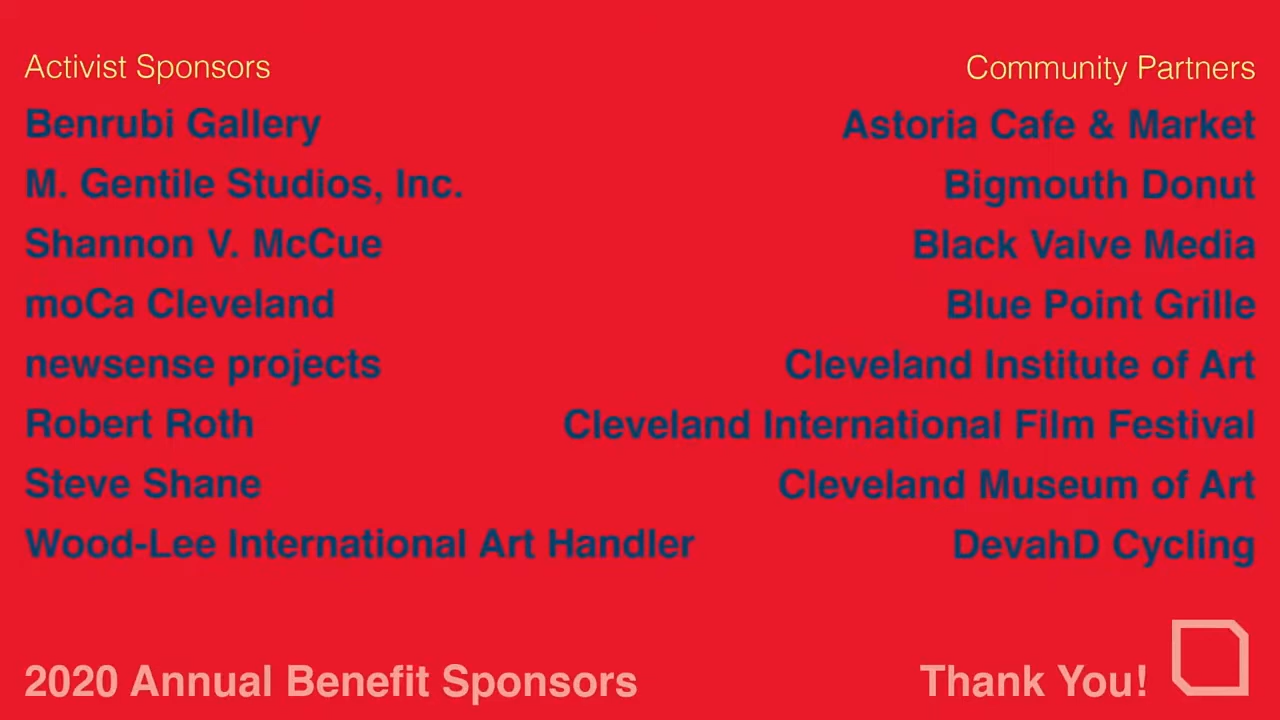 Activist Sponsors
Benrubi Gallery
M. Gentile Studios, Inc.
Shannon V. McCue
moCa Cleveland
newsense projects
Robert Roth
Steve Shane
Wood-Lee International Art Handler
Community Partners
Astoria Cafe & Market
Bigmouth Donut
Black Valve Media
Blue Point Grille
Cleveland Institute of Art
Cleveland International Film Festival
Cleveland Museum of Art
DevahD Cycling
2020 Annual Benefit Sponsors
Thank You!